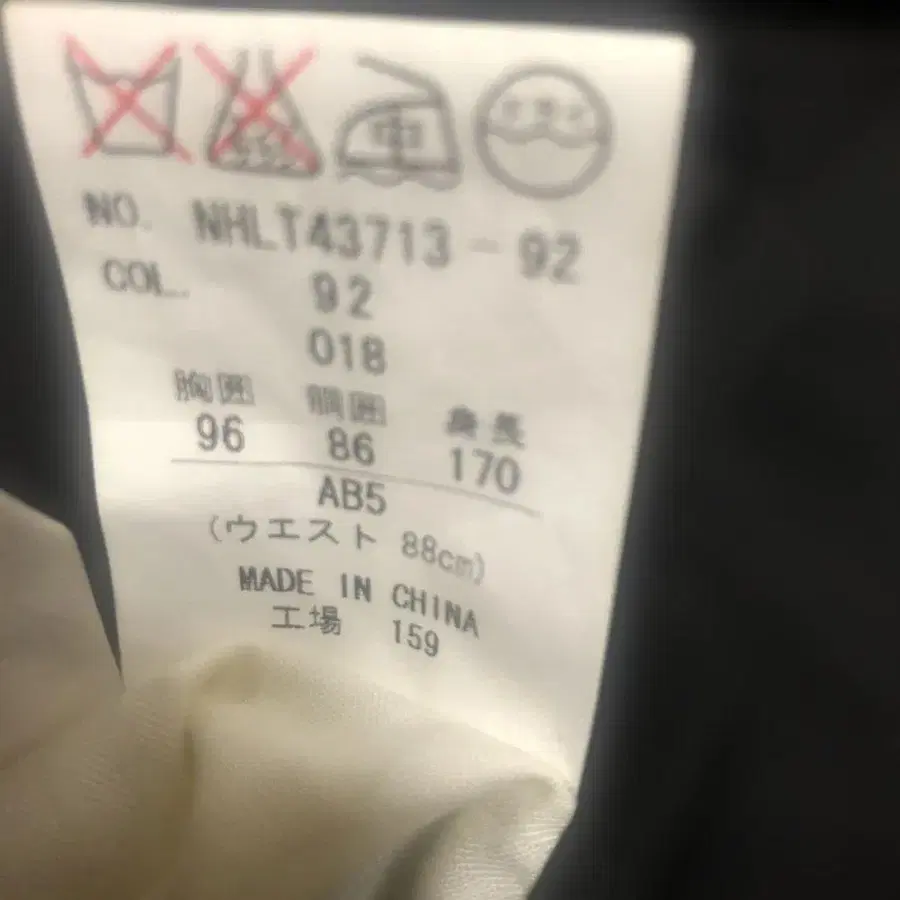 中
NO. NHLT43713-92
COL. 92
018
胸囲 胴囲 身長
96 86 170
AB5
(ウエスト 88cm)
MADE IN CHINA
工場 159